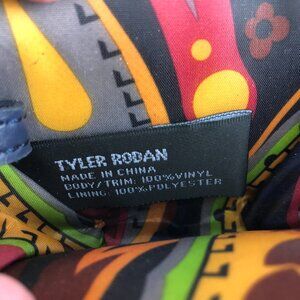 TYLER RODAN
MADE IN CHINA
BODY/TRIM: 100%VINYL
LINING: 100%POLYESTER